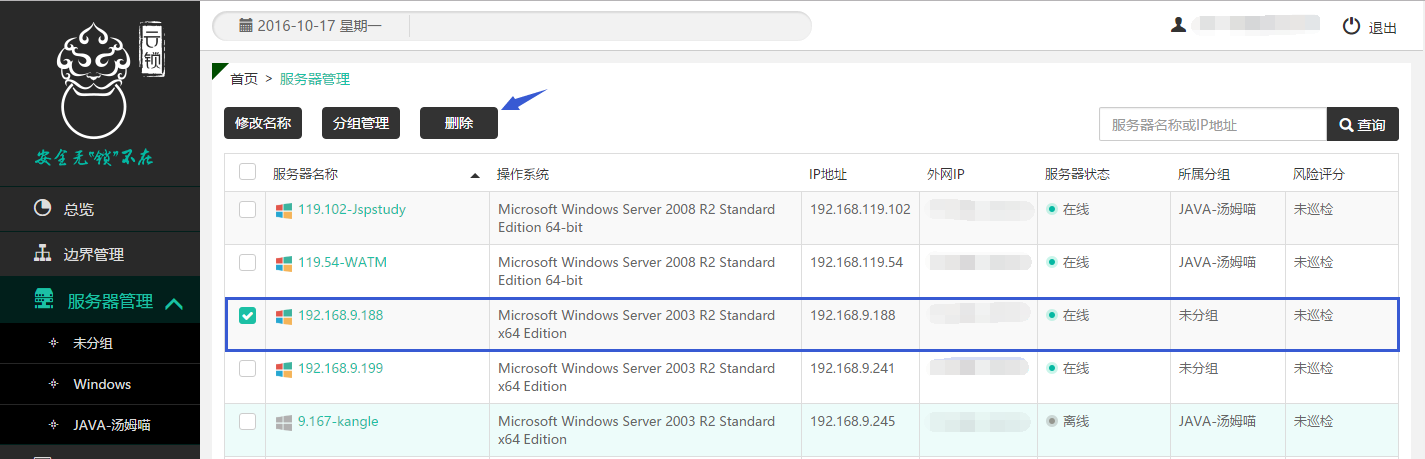 云锁
安全无"锁"不在
2016-10-17 星期一
退出
首页 > 服务器管理
修改名称 分组管理 删除
服务器名称或IP地址 查询
总览
边界管理
服务器管理
未分组
Windows
JAVA-汤姆喵
服务器名称 操作系统 IP地址 外网IP 服务器状态 所属分组 风险评分
119.102-Jspstudy Microsoft Windows Server 2008 R2 Standard 192.168.119.102 在线 JAVA-汤姆喵 未巡检
Edition 64-bit
119.54-WATM Microsoft Windows Server 2008 R2 Standard 192.168.119.54 在线 JAVA-汤姆喵 未巡检
Edition 64-bit
192.168.9.188 Microsoft Windows Server 2003 R2 Standard 192.168.9.188 在线 未分组 未巡检
x64 Edition
192.168.9.199 Microsoft Windows Server 2003 R2 Standard 192.168.9.241 在线 未分组 未巡检
x64 Edition
9.167-kangle Microsoft Windows Server 2003 R2 Standard 192.168.9.245 离线 JAVA-汤姆喵 未巡检
x64 Edition